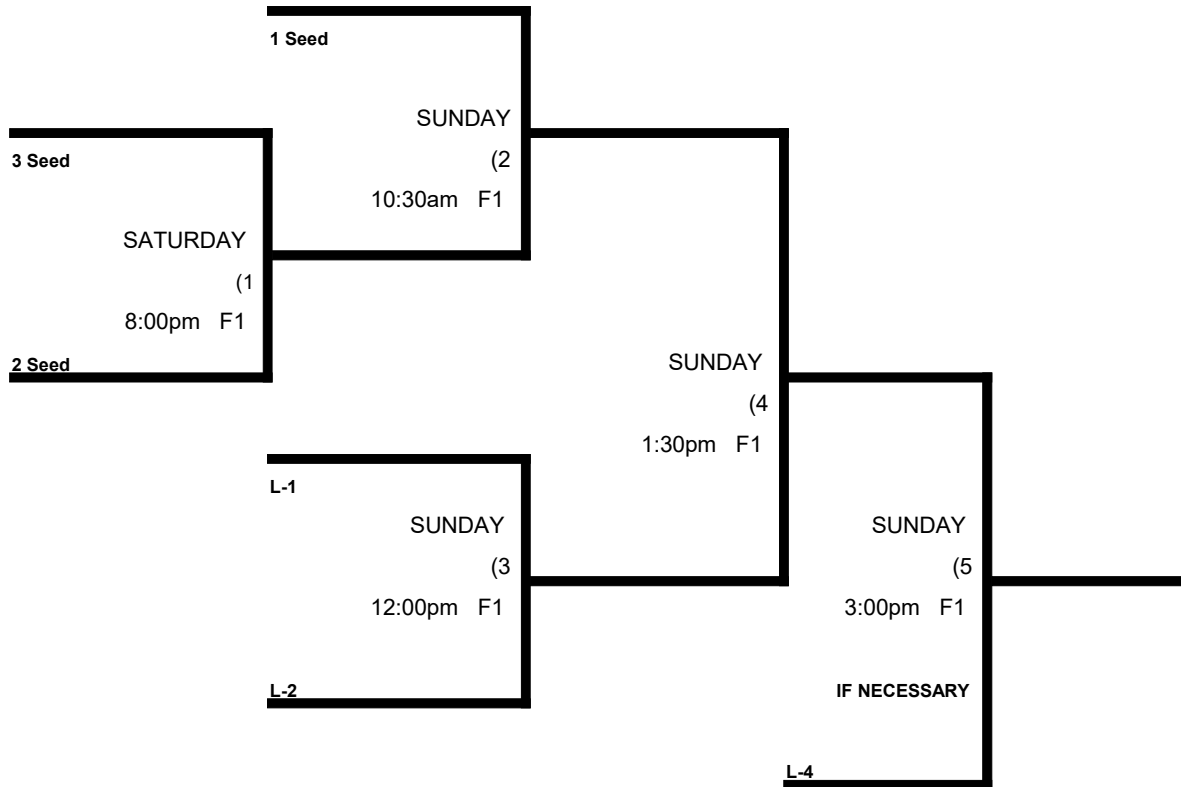 1 Seed
SUNDAY
(2
10:30am F1
3 Seed
SATURDAY
(1
8:00pm F1
2 Seed
SUNDAY
(4
1:30pm F1
L-1
SUNDAY
(3
12:00pm F1
L-2
SUNDAY
(5
3:00pm F1
IF NECESSARY
L-4